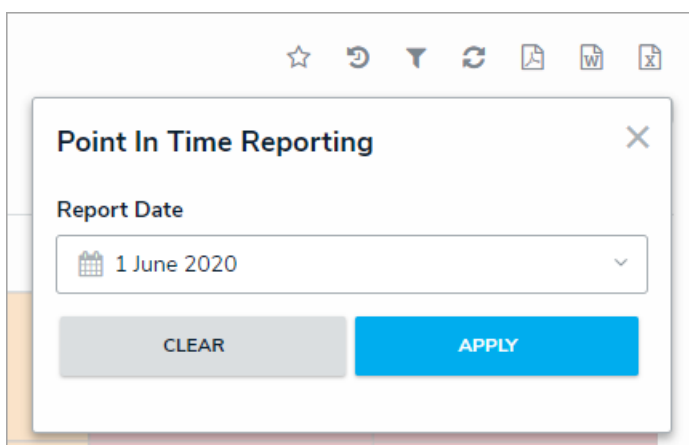 Point In Time Reporting
Report Date
1 June 2020
CLEAR APPLY